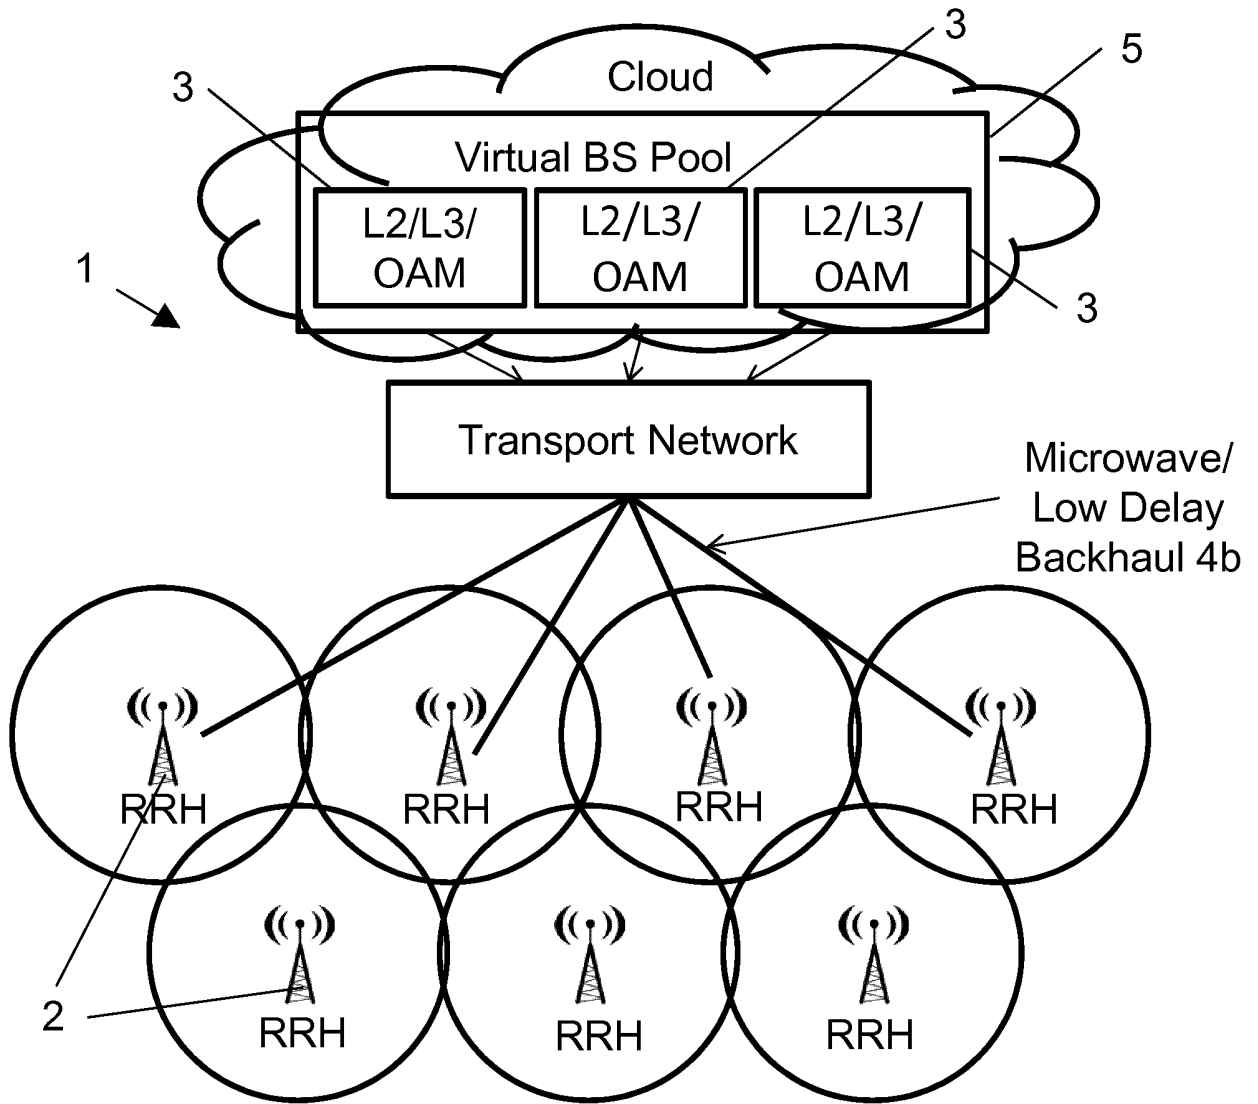 3
3
5
Cloud
Virtual BS Pool
L2/L3/
OAM
L2/L3/
OAM
L2/L3/
OAM
1
3
Transport Network
Microwave/
Low Delay
Backhaul 4b
RRH
RRH
RRH
RRH
2
RRH
RRH
RRH